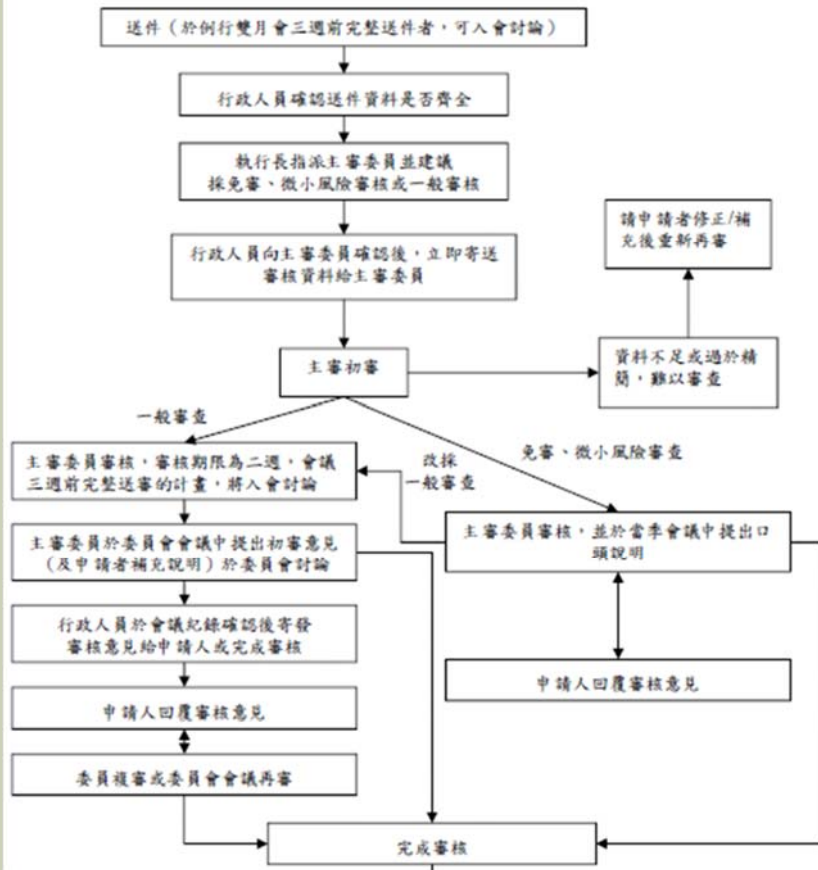 送件（於例行雙月會三週前完整送件者，可入會討論）
行政人員確認送件資料是否齊全
執行長指派主審委員並建議
採免審、微小風險審核或一般審核
請申請者修正/補
充後重新再審
行政人員向主審委員確認後，立即寄送
審核資料給主審委員
主審初審
資料不足或過於精
簡，難以審查
一般審查
免審、微小風險審查
改採
一般審查
主審委員審核，審核期限為二週，會議
三週前完整送審的計畫，將入會討論
主審委員審核，並於當季會議中提出口
頭說明
主審委員於委員會會議中提出初審意見
（及申請者補充說明）於委員會討論
行政人員於會議紀錄確認後寄發
審核意見給申請人或完成審核
申請人回覆審核意見
申請人回覆審核意見
委員複審或委員會會議再審
完成審核